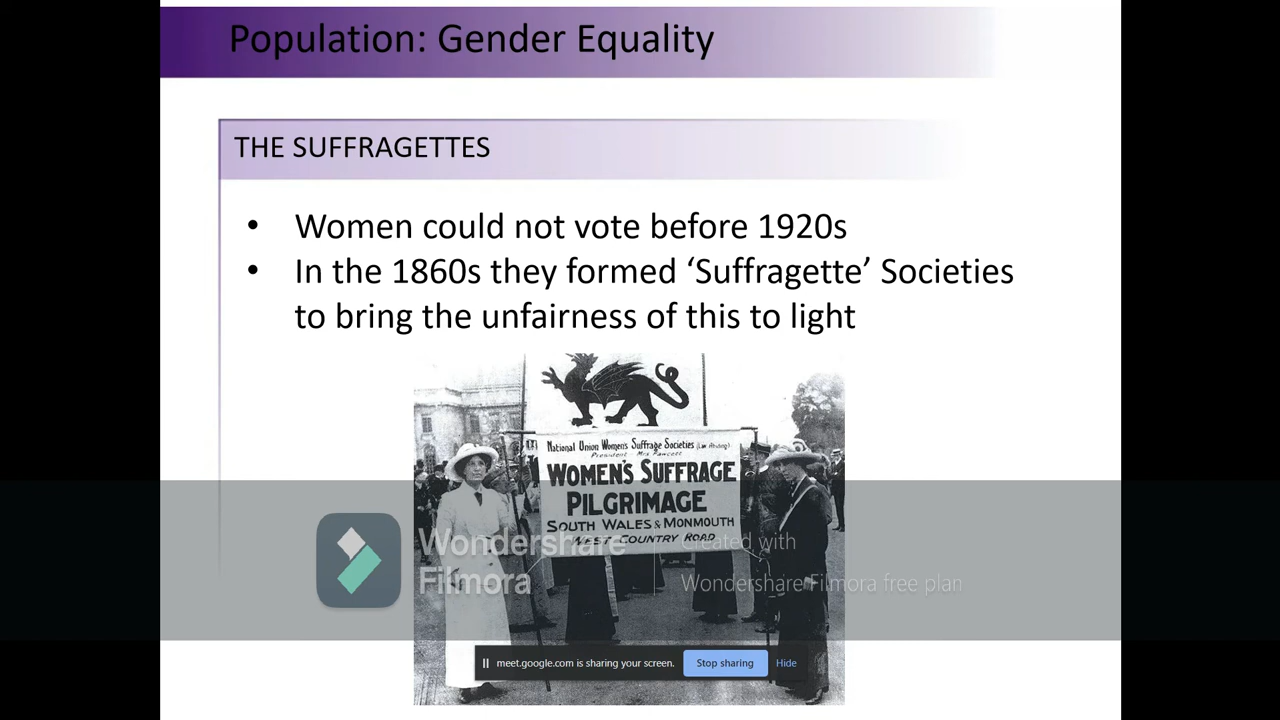 Population: Gender Equality
THE SUFFRAGETTES
• Women could not vote before 1920s
• In the 1860s they formed ‘Suffragette’ Societies
to bring the unfairness of this to light
National Union Women's Suffrage Societies (Law Abiding)
President - Mrs Fawcett
WOMEN'S SUFFRAGE
PILGRIMAGE
SOUTH WALES & MONMOUTH
WEST COUNTRY ROAD
Wondershare
Filmora
Created with
Wondershare Filmora free plan
meet.google.com is sharing your screen.
Stop sharing
Hide